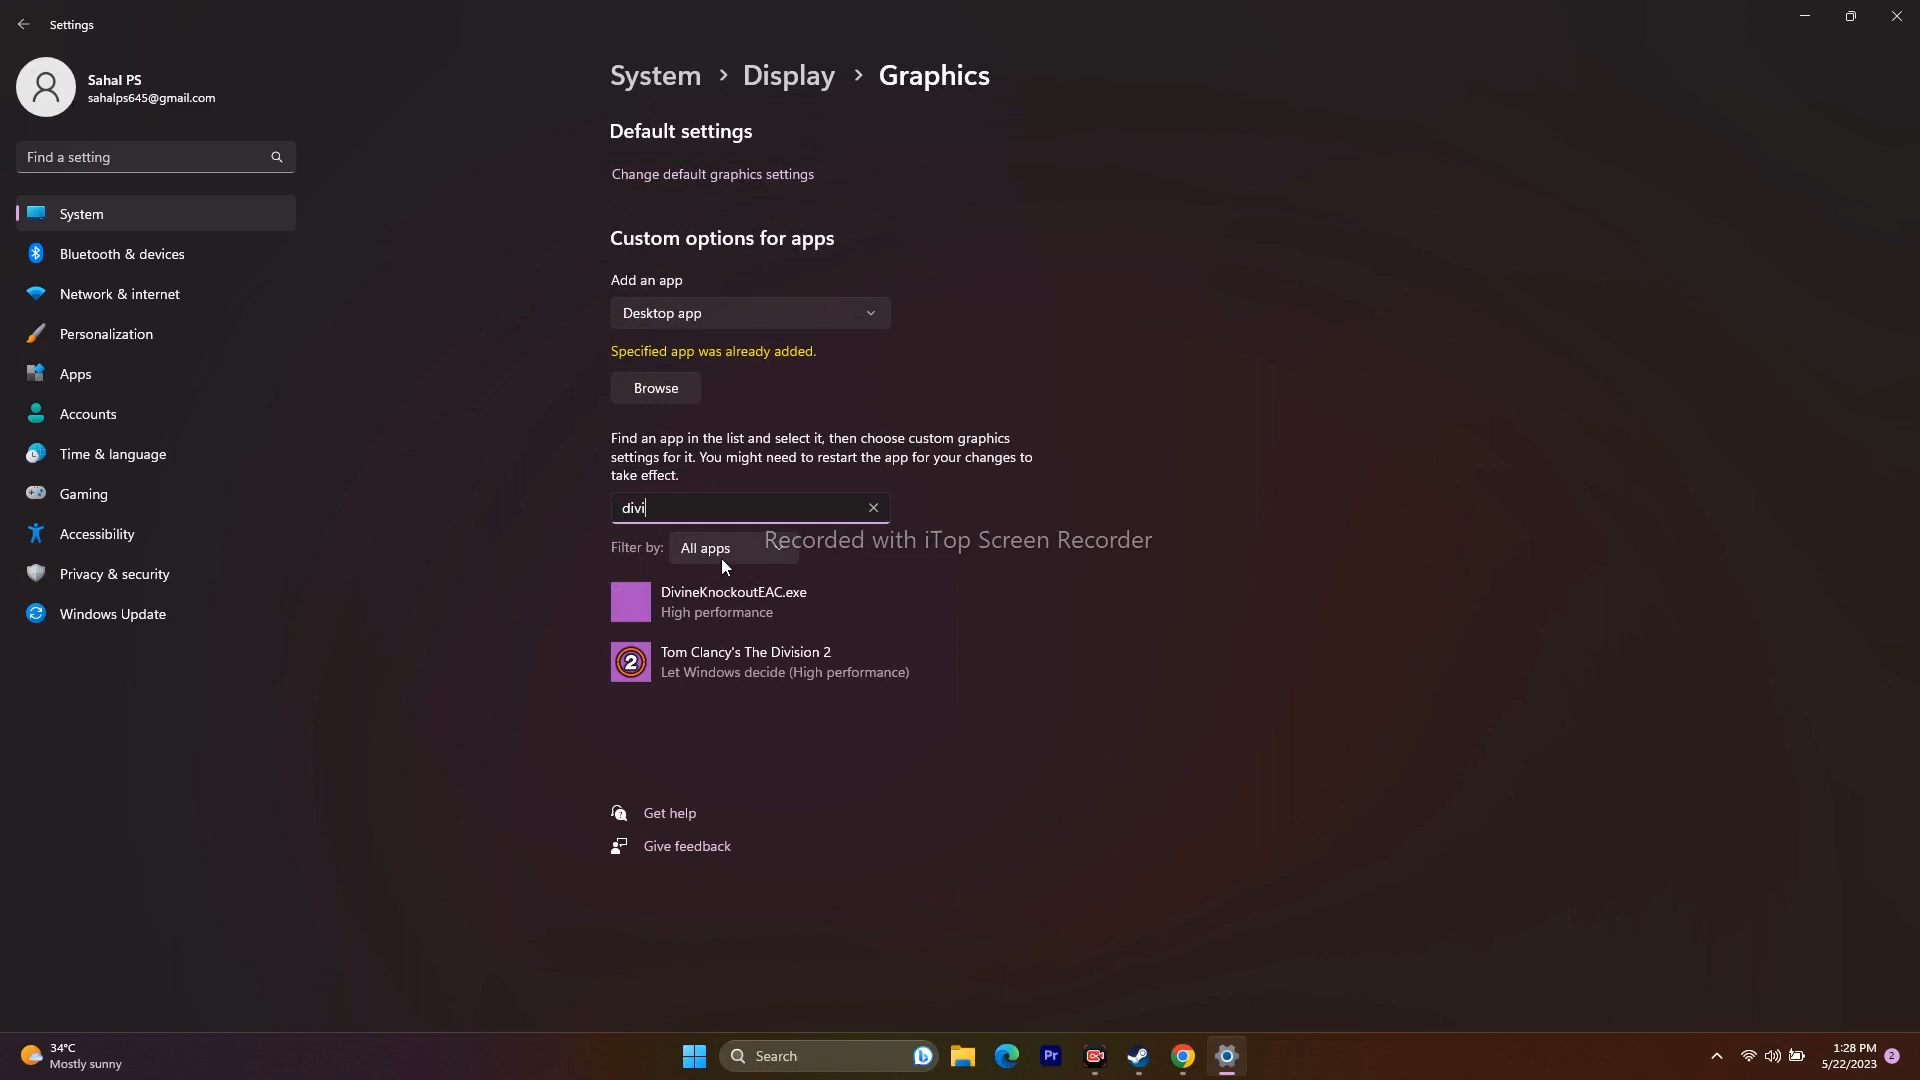 Settings
Sahal PS
sahalps645@gmail.com
Find a setting
System
Bluetooth & devices
Network & internet
Personalization
Apps
Accounts
Time & language
Gaming
Accessibility
Privacy & security
Windows Update
System > Display > Graphics
Default settings
Change default graphics settings
Custom options for apps
Add an app
Desktop app
Specified app was already added.
Browse
Find an app in the list and select it, then choose custom graphics
settings for it. You might need to restart the app for your changes to
take effect.
divi
Recorded with iTop Screen Recorder
Filter by: All apps
DivineKnockoutEAC.exe
High performance
2
Tom Clancy's The Division 2
Let Windows decide (High performance)
Get help
Give feedback
34°C
Mostly sunny
Search
Pr
1:28 PM
5/22/2023
2